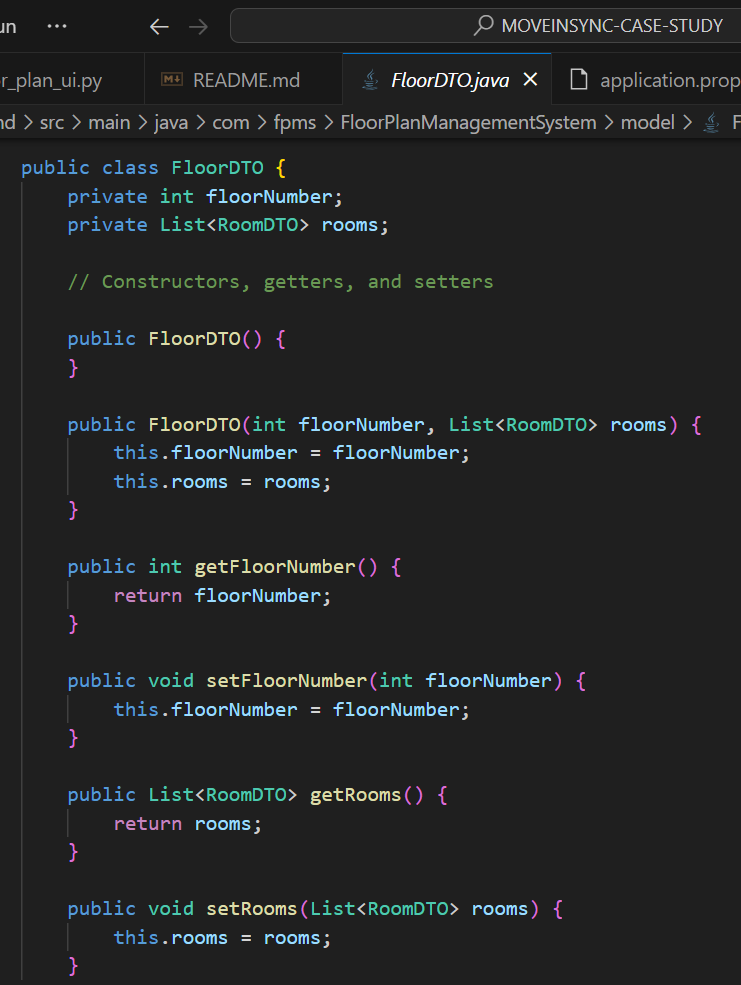 un ··· ← → MOVEINSYNC-CASE-STUDY
r_plan_ui.py README.md FloorDTO.java × application.prop
nd > src > main > java > com > fpms > FloorPlanManagementSystem > model > F
public class FloorDTO {
private int floorNumber;
private List<RoomDTO> rooms;
// Constructors, getters, and setters
public FloorDTO() {
}
public FloorDTO(int floorNumber, List<RoomDTO> rooms) {
this.floorNumber = floorNumber;
this.rooms = rooms;
}
public int getFloorNumber() {
return floorNumber;
}
public void setFloorNumber(int floorNumber) {
this.floorNumber = floorNumber;
}
public List<RoomDTO> getRooms() {
return rooms;
}
public void setRooms(List<RoomDTO> rooms) {
this.rooms = rooms;
}